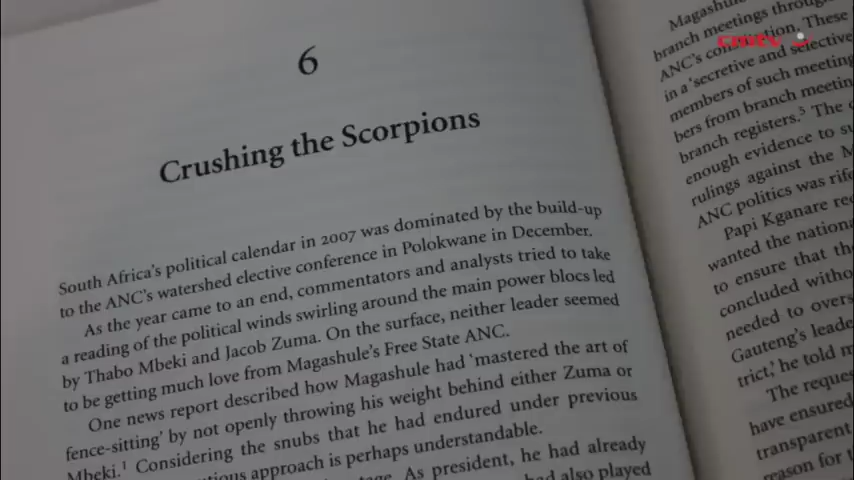 6
Crushing the Scorpions
South Africa's political calendar in 2007 was dominated by the build-up
to the ANC's watershed elective conference in Polokwane in December.
As the year came to an end, commentators and analysts tried to take
a reading of the political winds swirling around the main power blocs led
by Thabo Mbeki and Jacob Zuma. On the surface, neither leader seemed
to be getting much love from Magashule's Free State ANC.
One news report described how Magashule had 'mastered the art of
fence-sitting' by not openly throwing his weight behind either Zuma or
Mbeki.¹ Considering the snubs that he had endured under previous
approach is perhaps understandable.
As president, he had already
had also played
Magashule
branch meetings through
ANC's These
in a 'secretive and selective
members of such meeting
bers from branch meetin
branch registers.⁵ The
enough evidence to su
rulings against the M
ANC politics was rife
Papi Kganare rec
wanted the nationa
to ensure that the
concluded witho
needed to overs
Gauteng's leade
trict,' he told m
The reques
have ensured
transparent
reason for t